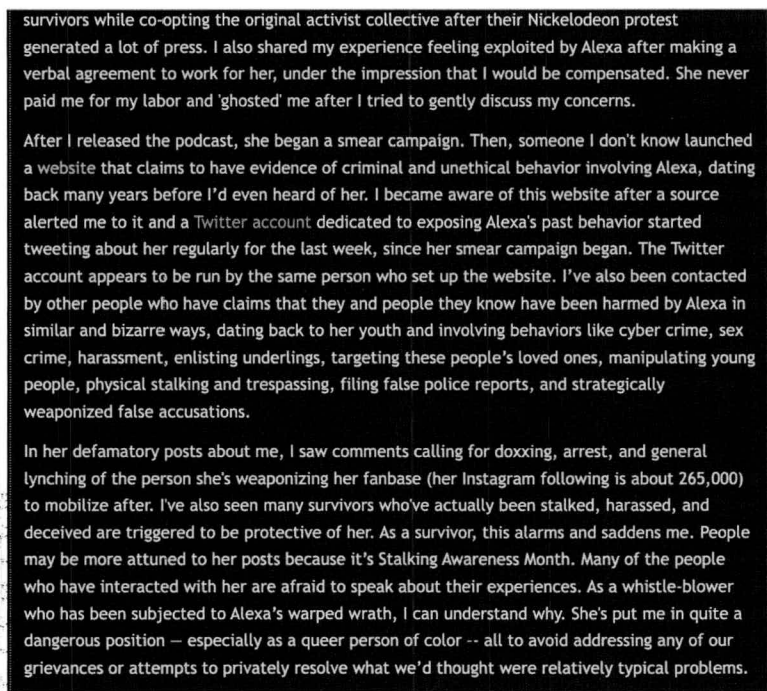 survivors while co-opting the original activist collective after their Nickelodeon protest
generated a lot of press. I also shared my experience feeling exploited by Alexa after making a
verbal agreement to work for her, under the impression that I would be compensated. She never
paid me for my labor and 'ghosted' me after I tried to gently discuss my concerns.
After I released the podcast, she began a smear campaign. Then, someone I don't know launched
a website that claims to have evidence of criminal and unethical behavior involving Alexa, dating
back many years before I’d even heard of her. I became aware of this website after a source
alerted me to it and a Twitter account dedicated to exposing Alexa's past behavior started
tweeting about her regularly for the last week, since her smear campaign began. The Twitter
account appears to be run by the same person who set up the website. I’ve also been contacted
by other people who have claims that they and people they know have been harmed by Alexa in
similar and bizarre ways, dating back to her youth and involving behaviors like cyber crime, sex
crime, harassment, enlisting underlings, targeting these people’s loved ones, manipulating young
people, physical stalking and trespassing, filing false police reports, and strategically
weaponized false accusations.
In her defamatory posts about me, I saw comments calling for doxxing, arrest, and general
lynching of the person she's weaponizing her fanbase (her Instagram following is about 265,000)
to mobilize after. I've also seen many survivors who've actually been stalked, harassed, and
deceived are triggered to be protective of her. As a survivor, this alarms and saddens me. People
may be more attuned to her posts because it’s Stalking Awareness Month. Many of the people
who have interacted with her are afraid to speak about their experiences. As a whistle-blower
who has been subjected to Alexa’s warped wrath, I can understand why. She's put me in quite a
dangerous position — especially as a queer person of color -- all to avoid addressing any of our
grievances or attempts to privately resolve what we’d thought were relatively typical problems.